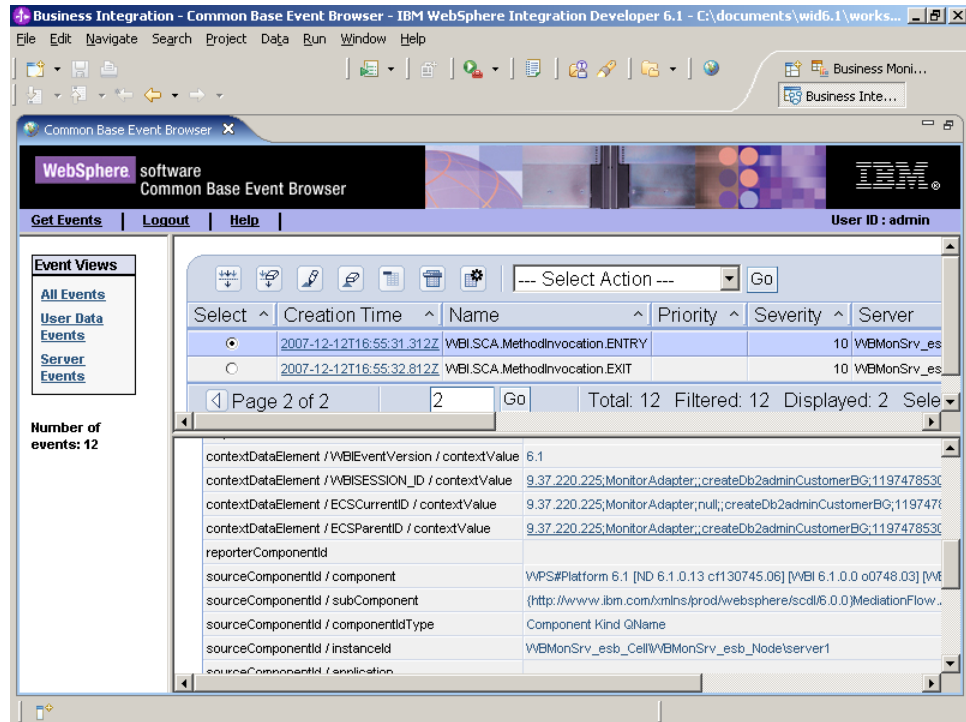 Business Integration - Common Base Event Browser - IBM WebSphere Integration Developer 6.1 - C:\documents\wid6.1\works...
File Edit Navigate Search Project Data Run Window Help
Business Moni...
Business Inte...
Common Base Event Browser
WebSphere software
Common Base Event Browser
IBM
Get Events | Logout | Help |
User ID : admin
Event Views
All Events
User Data
Events
Server
Events
Number of
events: 12
--- Select Action ---
Go
Select Creation Time Name Priority Severity Server
2007-12-12T16:55:31.312Z WBI.SCA.MethodInvocation.ENTRY 10 WBMonSrv_es
2007-12-12T16:55:32.812Z WBI.SCA.MethodInvocation.EXIT 10 WBMonSrv_es
Page 2 of 2 2 Go Total: 12 Filtered: 12 Displayed: 2 Sele
contextDataElement / WBIEventVersion / contextValue 6.1
contextDataElement / WBISESSION_ID / contextValue 9.37.220.225;MonitorAdapter;;createDb2adminCustomerBG;1197478530
contextDataElement / ECSCurrentID / contextValue 9.37.220.225;MonitorAdapter;null;;createDb2adminCustomerBG;1197478
contextDataElement / ECSParentID / contextValue 9.37.220.225;MonitorAdapter;;createDb2adminCustomerBG;1197478530
reporterComponentId
sourceComponentId / component WPS#Platform 6.1 [ND 6.1.0.13 cf130745.06] [WBI 6.1.0.0 o0748.03] [WE
sourceComponentId / subComponent {http://www.ibm.com/xmlns/prod/websphere/scdl/6.0.0}MediationFlow..
sourceComponentId / componentIdType Component Kind QName
sourceComponentId / instanceId WBMonSrv_esb_Cell\WBMonSrv_esb_Node\server1
sourceComponentId / application